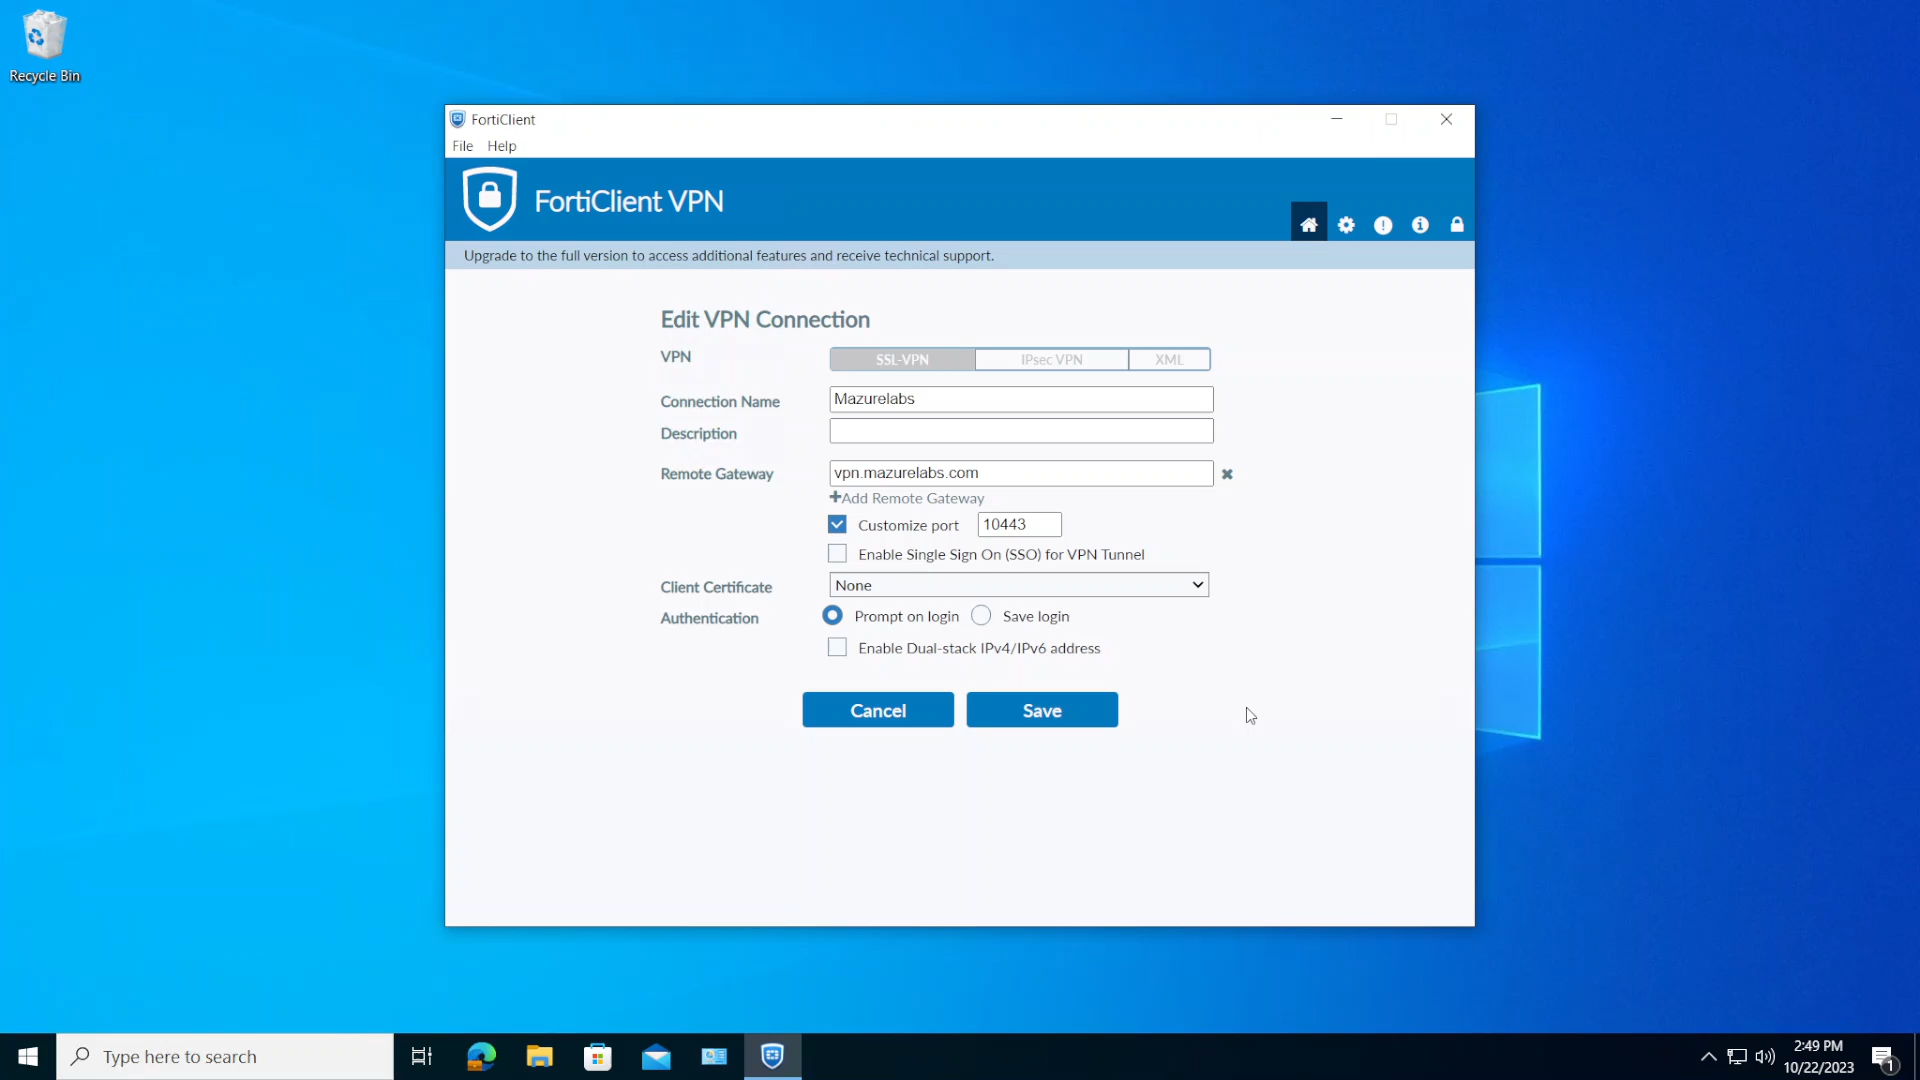 Recycle Bin
FortiClient
File Help
FortiClient VPN
Upgrade to the full version to access additional features and receive technical support.
Edit VPN Connection
VPN SSL-VPN IPsec VPN XML
Connection Name Mazurelabs
Description
Remote Gateway vpn.mazurelabs.com
Add Remote Gateway
Customize port 10443
Enable Single Sign On (SSO) for VPN Tunnel
Client Certificate None
Authentication Prompt on login Save login
Enable Dual-stack IPv4/IPv6 address
Cancel Save
Type here to search
2:49 PM
10/22/2023
1